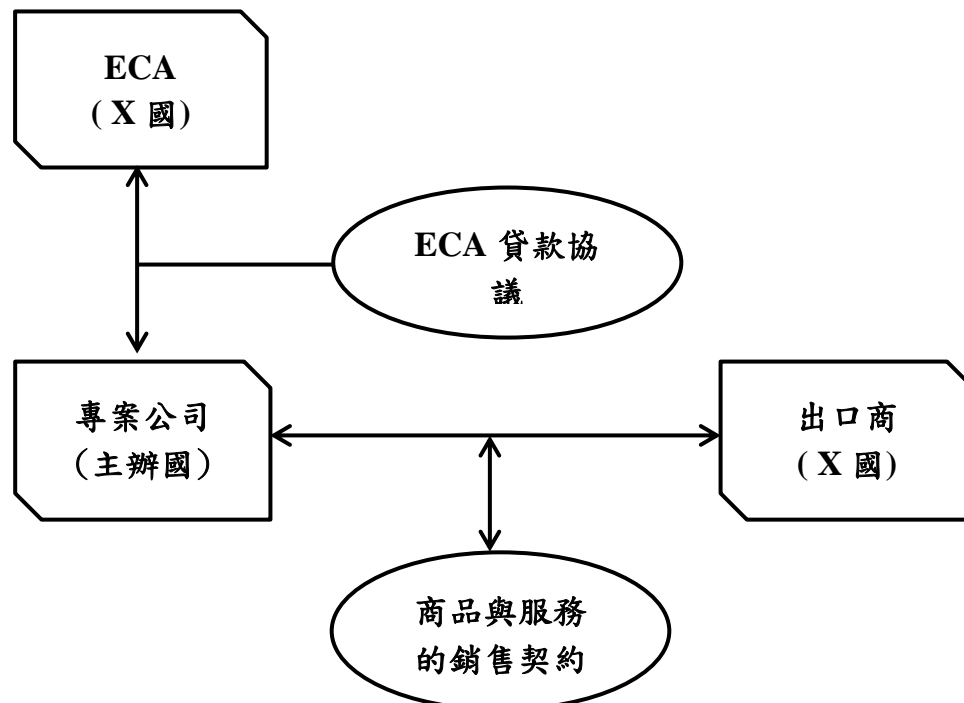 ECA
( X 國)
ECA 貸款協
議
專案公司
（主辦國）
出口商
( X 國)
商品與服務
的銷售契約